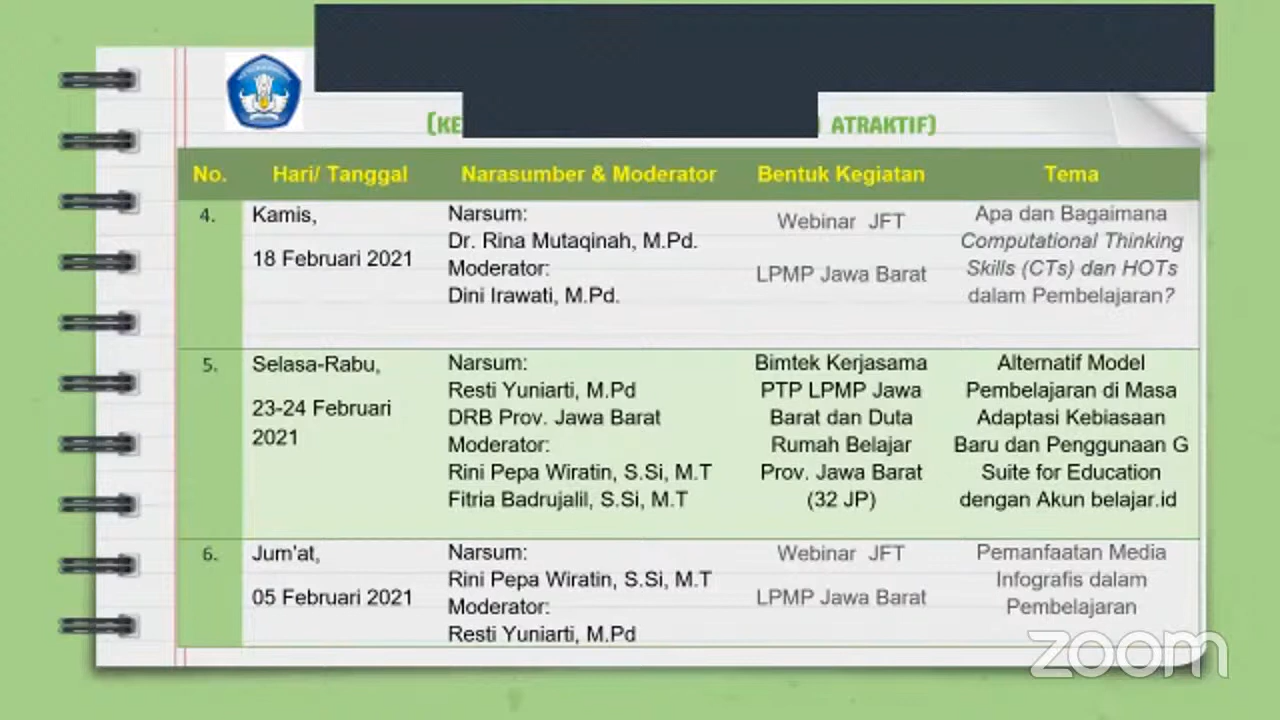 ATRAKTIF)
No. Hari/ Tanggal Narasumber & Moderator Bentuk Kegiatan Tema
4.
Kamis,
18 Februari 2021
Narsum:
Dr. Rina Mutaqinah, M.Pd.
Moderator:
Dini Irawati, M.Pd.
Webinar JFT
LPMP Jawa Barat
Apa dan Bagaimana
Computational Thinking
Skills (CTs) dan HOTs
dalam Pembelajaran?
5.
Selasa-Rabu,
23-24 Februari
2021
Narsum:
Resti Yuniarti, M.Pd
DRB Prov. Jawa Barat
Moderator:
Rini Pepa Wiratin, S.Si, M.T
Fitria Badrujalil, S.Si, M.T
Bimtek Kerjasama
PTP LPMP Jawa
Barat dan Duta
Rumah Belajar
Prov. Jawa Barat
(32 JP)
Alternatif Model
Pembelajaran di Masa
Adaptasi Kebiasaan
Baru dan Penggunaan G
Suite for Education
dengan Akun belajar.id
6.
Jum'at,
05 Februari 2021
Narsum:
Rini Pepa Wiratin, S.Si, M.T
Moderator:
Resti Yuniarti, M.Pd
Webinar JFT
LPMP Jawa Barat
Pemanfaatan Media
Infografis dalam
Pembelajaran
zoom